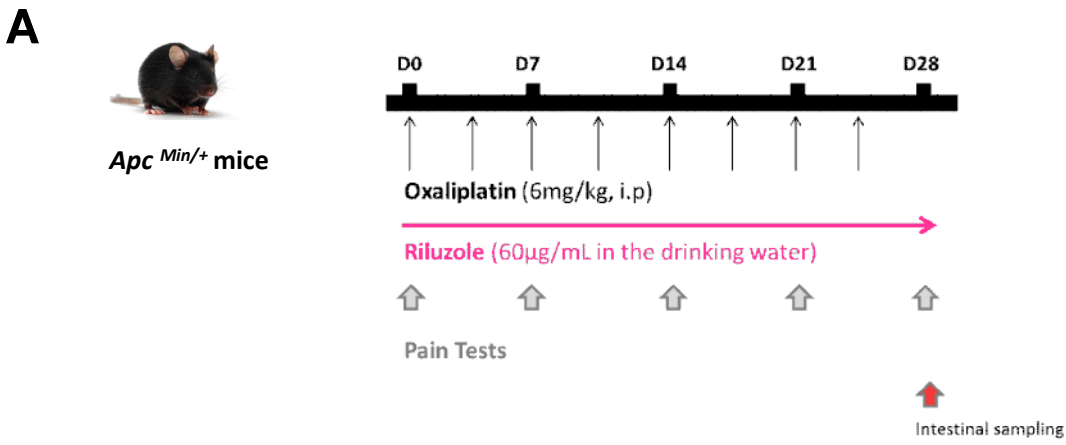 A
D0 D7 D14 D21 D28
Apc Min/+ mice
Oxaliplatin (6mg/kg, i.p)
Riluzole (60µg/mL in the drinking water)
Pain Tests
Intestinal sampling